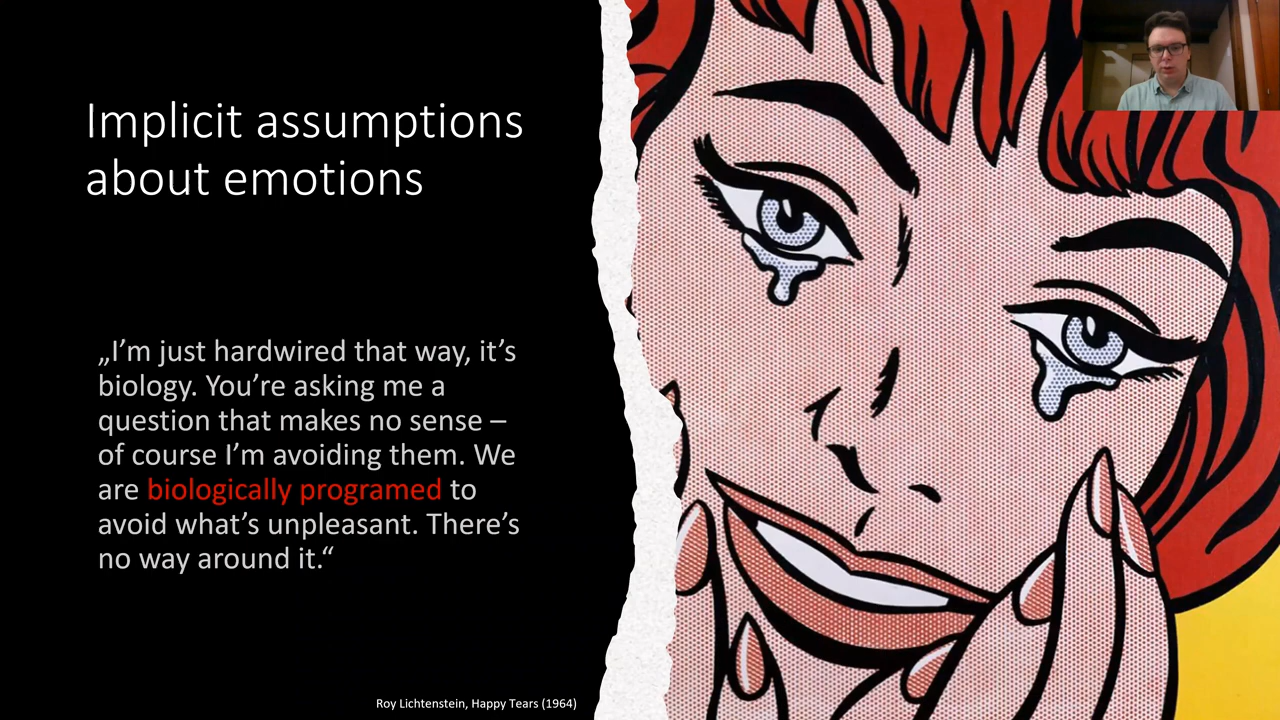 Implicit assumptions
about emotions
„I’m just hardwired that way, it’s
biology. You’re asking me a
question that makes no sense –
of course I’m avoiding them. We
are biologically programed to
avoid what’s unpleasant. There’s
no way around it.“
Roy Lichtenstein, Happy Tears (1964)